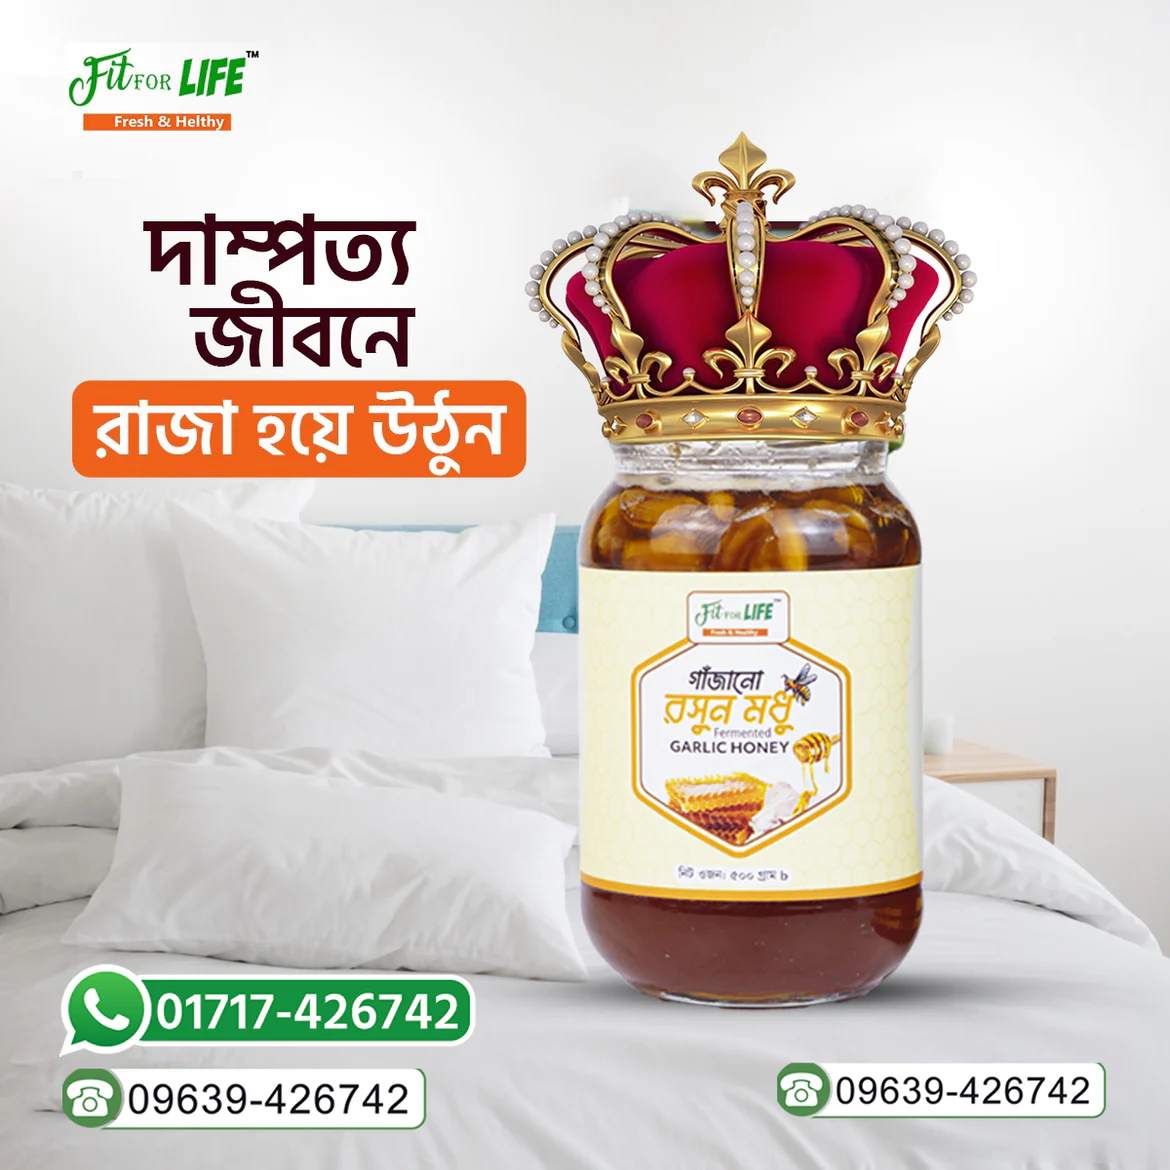 Fit FOR LIFE™
Fresh & Helthy
দাম্পত্য
জীবনে
রাজা হয়ে উঠুন
Fit FOR LIFE™
Fresh & Healthy
গাঁজানো
রসুন মধু
Fermented
GARLIC HONEY
নিট ওজন: ৫০০ গ্রাম ৳
01717-426742
09639-426742
09639-426742